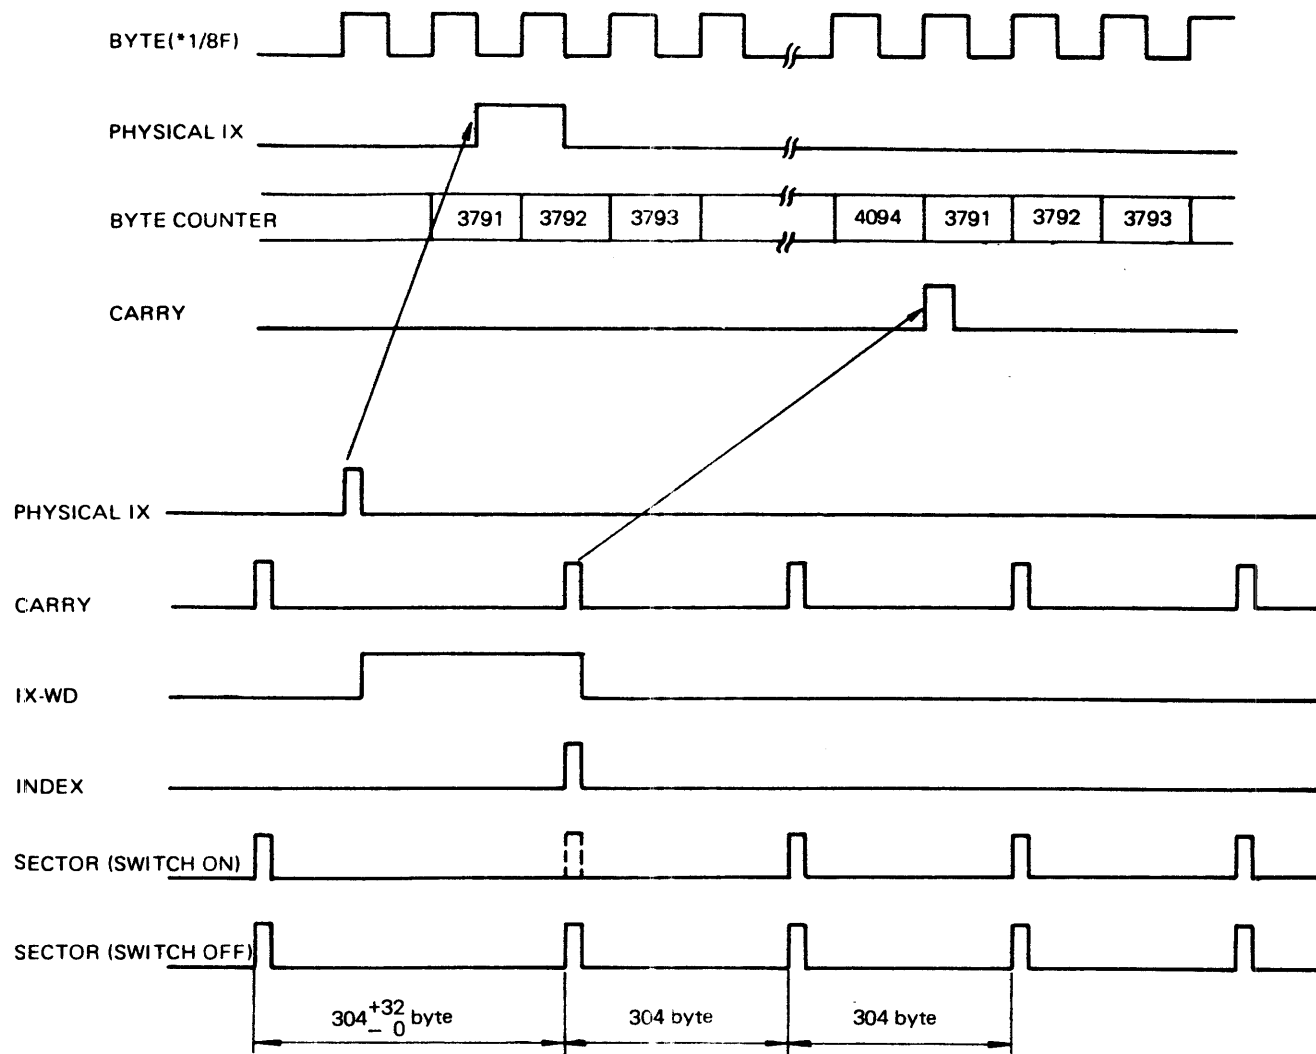 BYTE(*1/8F)
PHYSICAL IX
BYTE COUNTER 3791 3792 3793 4094 3791 3792 3793
CARRY
PHYSICAL IX
CARRY
IX-WD
INDEX
SECTOR (SWITCH ON)
SECTOR (SWITCH OFF)
304 +32 - 0 byte 304 byte 304 byte